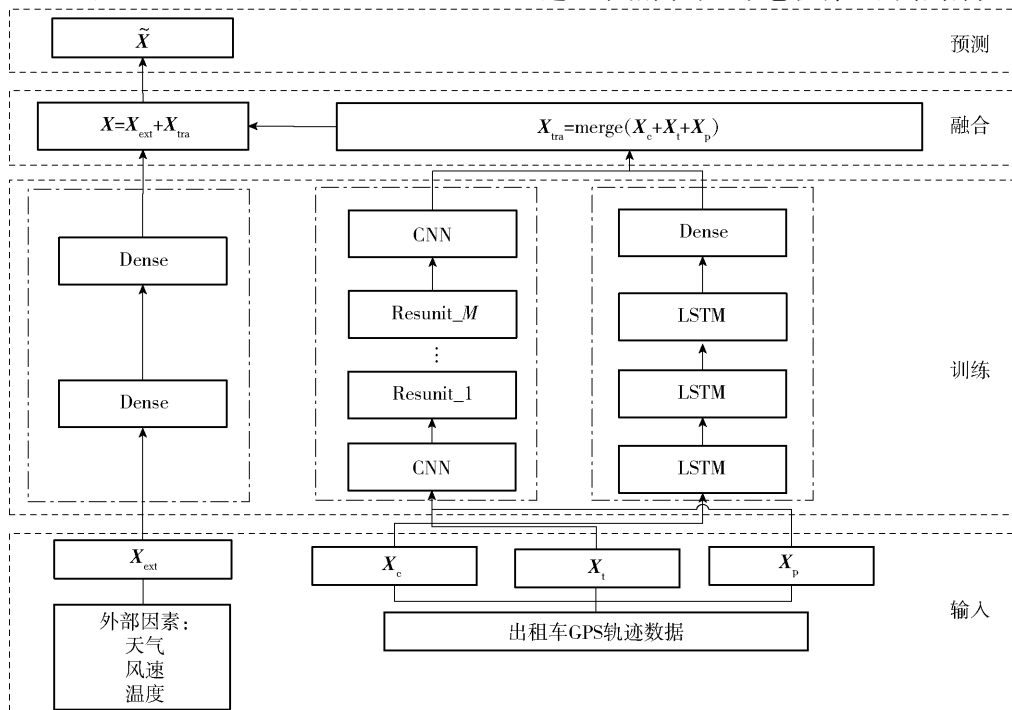 X̃
预测
X=X_ext+X_tra
X_tra=merge(X_c+X_t+X_p)
融合
CNN
Dense
Dense
Resunit_M
LSTM
⋮
训练
Dense
Resunit_1
LSTM
CNN
LSTM
X_ext
X_c
X_t
X_p
输入
外部因素：
天气
风速
温度
出租车GPS轨迹数据